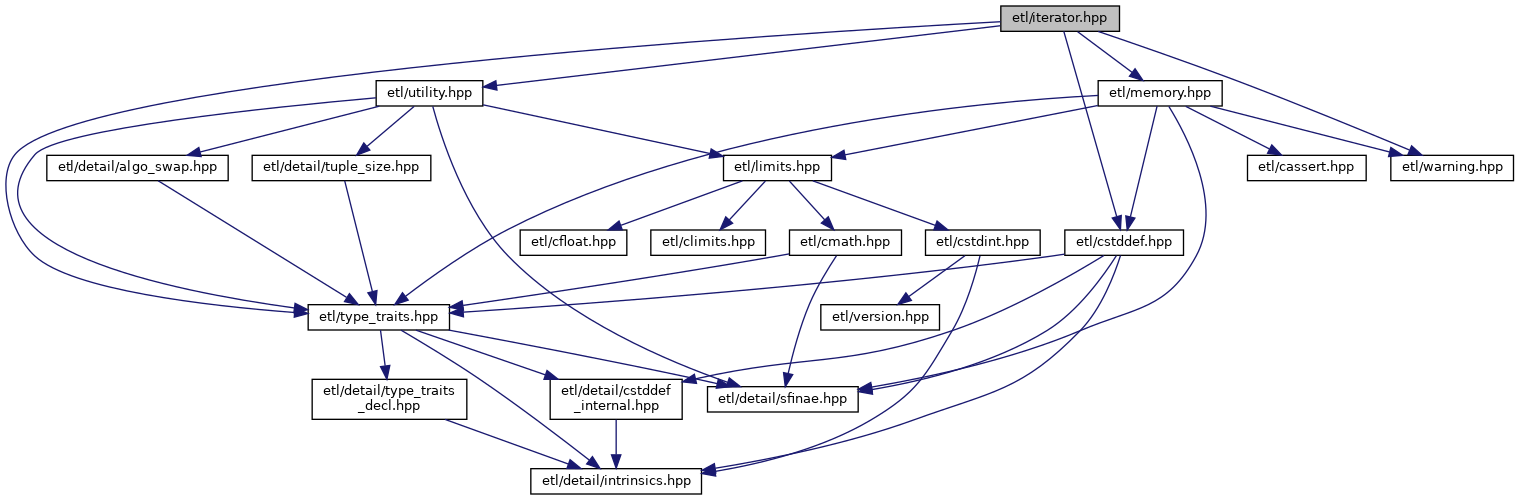 etl/iterator.hpp
etl/utility.hpp
etl/memory.hpp
etl/detail/algo_swap.hpp
etl/detail/tuple_size.hpp
etl/limits.hpp
etl/cassert.hpp
etl/warning.hpp
etl/cfloat.hpp
etl/climits.hpp
etl/cmath.hpp
etl/cstdint.hpp
etl/cstddef.hpp
etl/type_traits.hpp
etl/version.hpp
etl/detail/type_traits
_decl.hpp
etl/detail/cstddef
_internal.hpp
etl/detail/sfinae.hpp
etl/detail/intrinsics.hpp